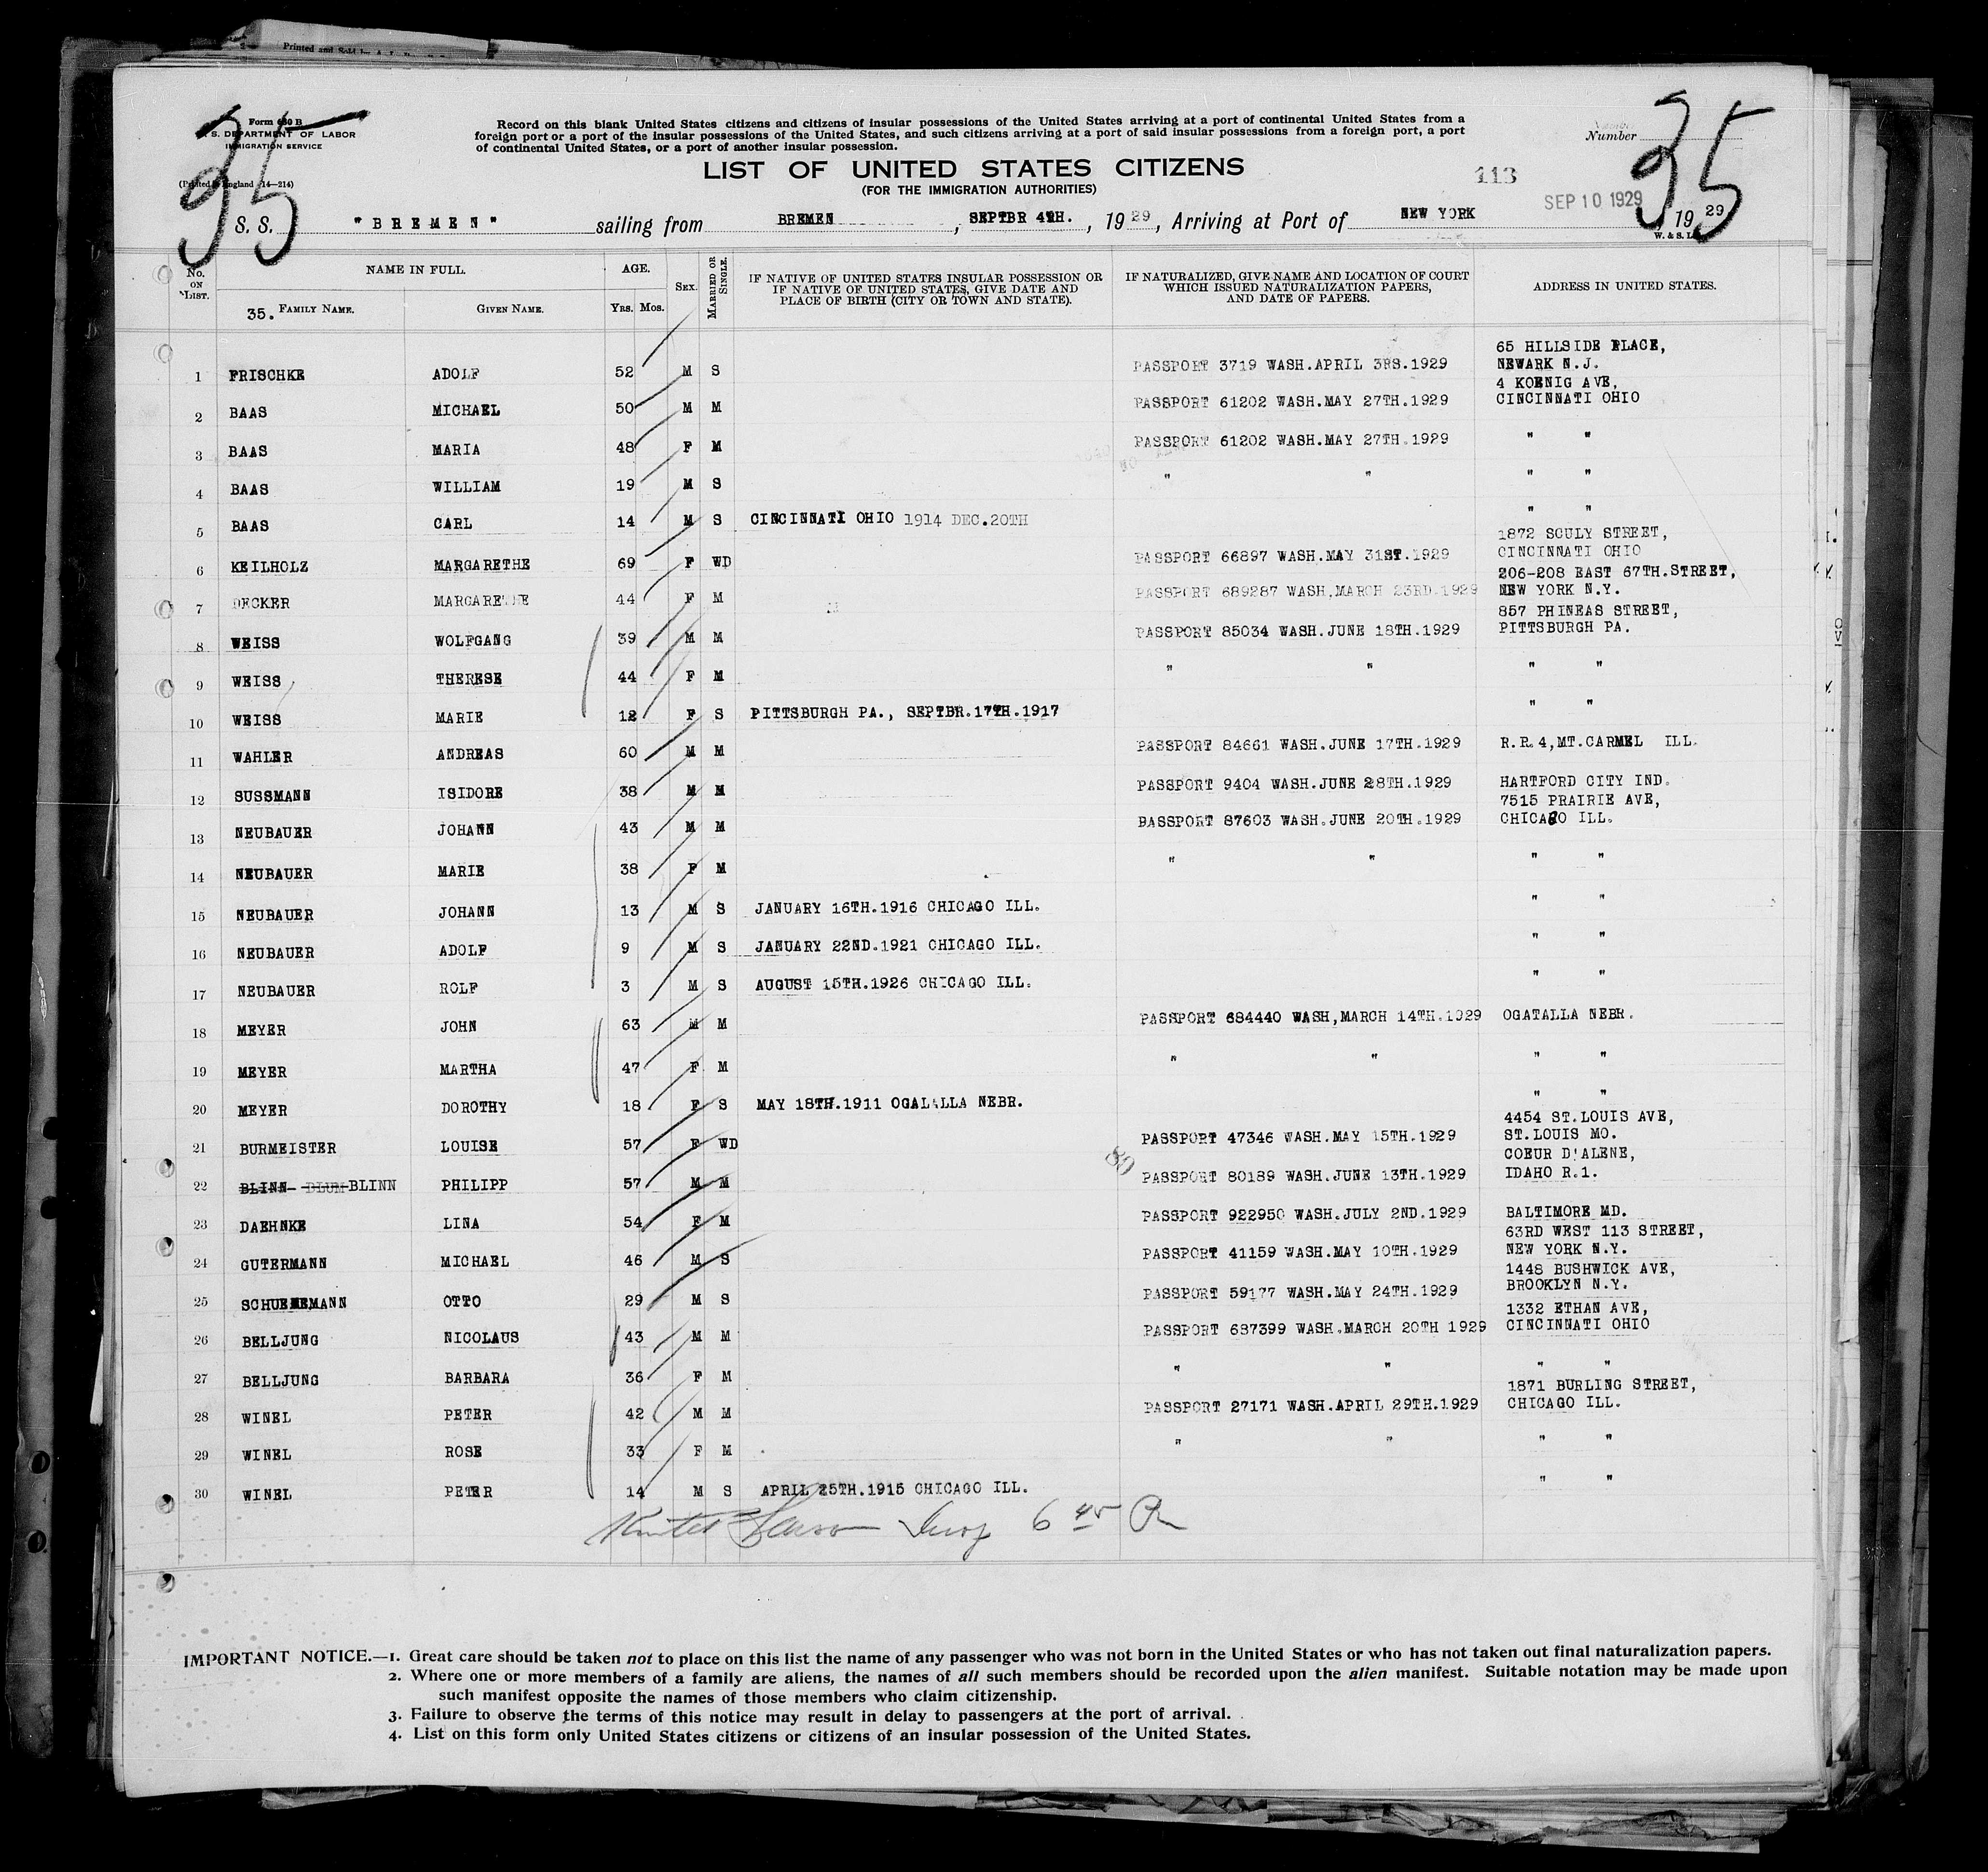 Printed and Sold by A. L.
35
35
Form 630 B
U. S. DEPARTMENT OF LABOR
IMMIGRATION SERVICE
(Printed in England 14—214)
Record on this blank United States citizens and citizens of insular possessions of the United States arriving at a port of continental United States from a
foreign port or a port of the insular possessions of the United States, and such citizens arriving at a port of said insular possessions from a foreign port, a port
of continental United States, or a port of another insular possession.
Number
LIST OF UNITED STATES CITIZENS
(FOR THE IMMIGRATION AUTHORITIES)
113
SEP 10 1929
S. S. "BREMEN" sailing from BREMEN, SEPTBR 4TH., 1929, Arriving at Port of NEW YORK 1929
W. & S. L
No. ON LIST. NAME IN FULL. AGE. SEX. MARRIED OR SINGLE. IF NATIVE OF UNITED STATES INSULAR POSSESSION OR IF NATIVE OF UNITED STATES, GIVE DATE AND PLACE OF BIRTH (CITY OR TOWN AND STATE). IF NATURALIZED, GIVE NAME AND LOCATION OF COURT WHICH ISSUED NATURALIZATION PAPERS, AND DATE OF PAPERS. ADDRESS IN UNITED STATES.
35. FAMILY NAME. GIVEN NAME. YRS. MOS.
65 HILLSIDE PLACE,
1 FRISCHKE ADOLF 52 M S PASSPORT 3719 WASH.APRIL 3RS.1929 NEWARK N.J.
4 KOENIG AVE,
2 BAAS MICHAEL 50 M M PASSPORT 61202 WASH.MAY 27TH.1929 CINCINNATI OHIO
3 BAAS MARIA 48 F M PASSPORT 61202 WASH.MAY 27TH.1929 " "
4 BAAS WILLIAM 19 M S " " " "
5 BAAS CARL 14 M S CINCINNATI OHIO 1914 DEC.20TH " "
1872 SCULY STREET,
6 KEILHOLZ MARGARETHE 69 F WD PASSPORT 66897 WASH.MAY 31ST.1929 CINCINNATI OHIO
206-208 EAST 67TH.STREET,
7 DECKER MARGARETHE 44 F M PASSPORT 689287 WASH,MARCH 23RD.1929 NEW YORK N.Y.
857 PHINEAS STREET,
8 WEISS WOLFGANG 39 M M PASSPORT 85034 WASH.JUNE 18TH.1929 PITTSBURGH PA.
9 WEISS THERESE 44 F M " " " "
10 WEISS MARIE 12 F S PITTSBURGH PA., SEPTBR.17TH.1917 " "
11 WAHLER ANDREAS 60 M M PASSPORT 84661 WASH.JUNE 17TH.1929 R.R.4,MT.CARMEL ILL.
12 SUSSMANN ISIDORE 38 M M PASSPORT 9404 WASH.JUNE 28TH.1929 HARTFORD CITY IND.
7515 PRAIRIE AVE,
13 NEUBAUER JOHANN 43 M M BASSPORT 87603 WASH.JUNE 20TH.1929 CHICAGO ILL.
14 NEUBAUER MARIE 38 F M " " " "
15 NEUBAUER JOHANN 13 M S JANUARY 16TH.1916 CHICAGO ILL. " "
16 NEUBAUER ADOLF 9 M S JANUARY 22ND.1921 CHICAGO ILL. " "
17 NEUBAUER ROLF 3 M S AUGUST 15TH.1926 CHICAGO ILL. " "
18 MEYER JOHN 63 M M PASSPORT 684440 WASH,MARCH 14TH.1929 OGATALLA NEBR.
19 MEYER MARTHA 47 F M " " " "
20 MEYER DOROTHY 18 F S MAY 18TH.1911 OGALALLA NEBR. " "
4454 ST.LOUIS AVE,
21 BURMEISTER LOUISE 57 F WD PASSPORT 47346 WASH.MAY 15TH.1929 ST.LOUIS MO.
80 COEUR D'ALENE,
22 BLINN- DLUM-BLINN PHILIPP 57 M M PASSPORT 80189 WASH.JUNE 13TH.1929 IDAHO R.1.
23 DAEHNKE LINA 54 F M PASSPORT 922950 WASH.JULY 2ND.1929 BALTIMORE MD.
63RD WEST 113 STREET,
24 GUTERMANN MICHAEL 46 M S PASSPORT 41159 WASH.MAY 10TH.1929 NEW YORK N.Y.
1448 BUSHWICK AVE,
25 SCHUENEMANN OTTO 29 M S PASSPORT 59177 WASH.MAY 24TH.1929 BROOKLYN N.Y.
1332 ETHAN AVE,
26 BELLJUNG NICOLAUS 43 M M PASSPORT 687399 WASH.MARCH 20TH 1929 CINCINNATI OHIO
27 BELLJUNG BARBARA 36 F M " " " "
1871 BURLING STREET,
28 WINEL PETER 42 M M PASSPORT 27171 WASH.APRIL 29TH.1929 CHICAGO ILL.
29 WINEL ROSE 33 F M " " " "
30 WINEL PETER 14 M S APRIL 25TH.1915 CHICAGO ILL. " "
6 45
IMPORTANT NOTICE.—1. Great care should be taken not to place on this list the name of any passenger who was not born in the United States or who has not taken out final naturalization papers.
2. Where one or more members of a family are aliens, the names of all such members should be recorded upon the alien manifest. Suitable notation may be made upon
such manifest opposite the names of those members who claim citizenship.
3. Failure to observe the terms of this notice may result in delay to passengers at the port of arrival.
4. List on this form only United States citizens or citizens of an insular possession of the United States.